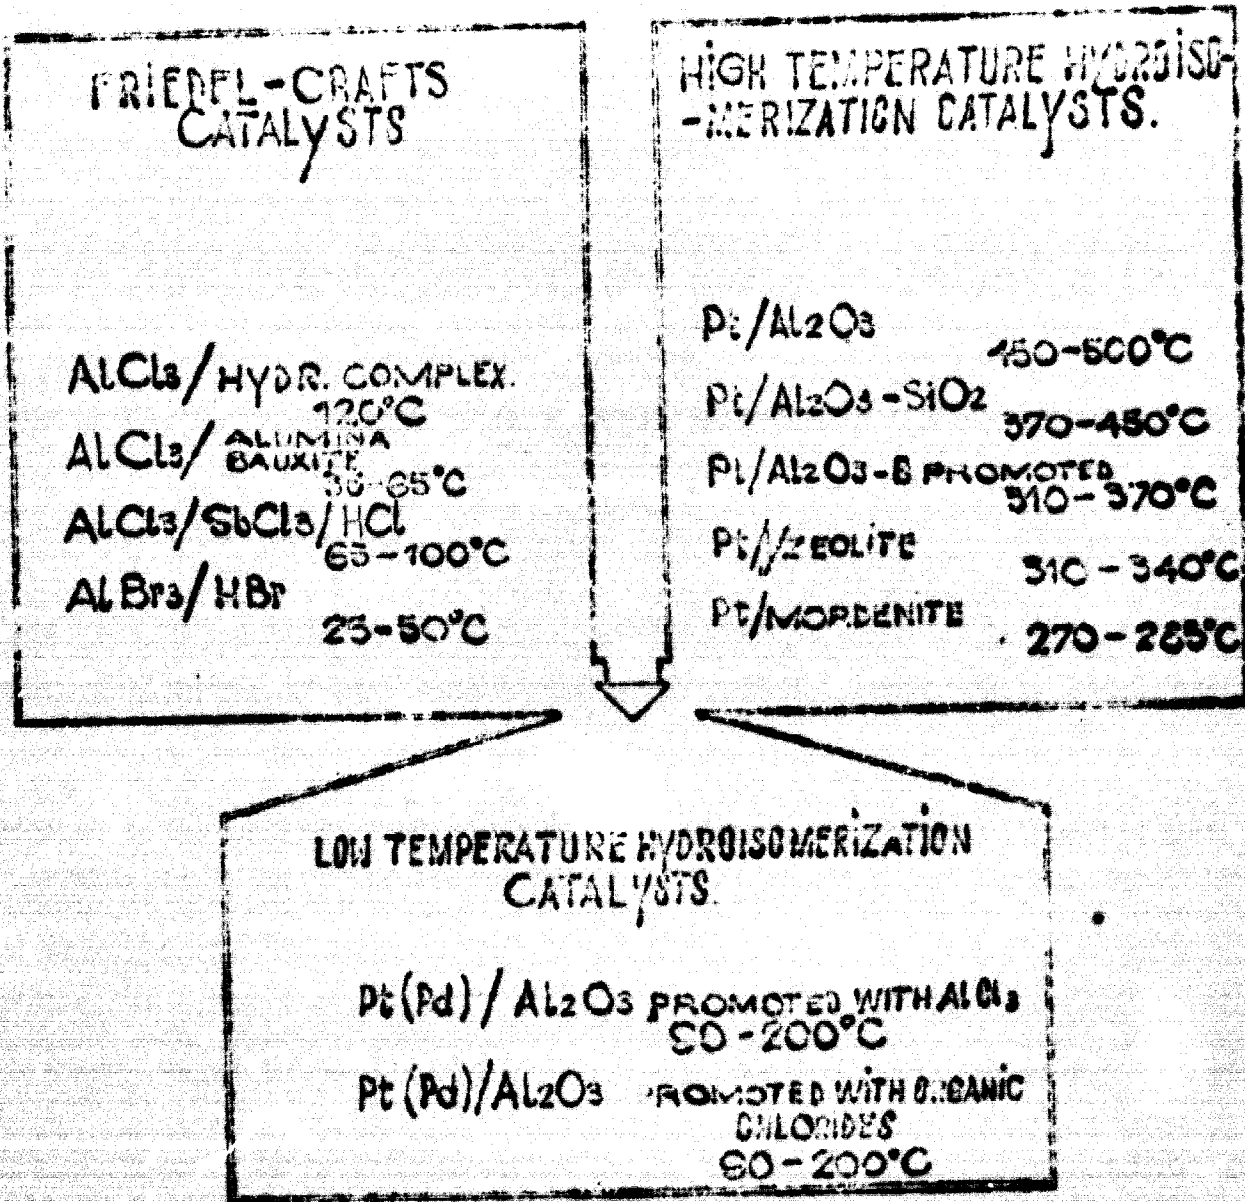 FRIEDEL-CRAFTS
CATALYSTS
AlCl3/HYDR. COMPLEX.
120°C
AlCl3/ALUMINA
BAUXITE
-65°C
AlCl3/SbCl3/HCl
65-100°C
AlBr3/HBr
25-50°C
HiGH TEMPERATURE HYDROiSO-
-MERIZATION CATALYSTS.
Pt/Al2O3
450-500°C
Pt/Al2O3-SiO2
370-450°C
Pt/Al2O3-B PROMOTED
310-370°C
Pt//ZEOLiTE
310-340°C
Pt/MORDENITE
270-285°C
LOW TEMPERATURE HYDROISOMERiZATiON
CATALYSTS.
Pt(Pd)/Al2O3 PROMOTED WITH AlCl3
-200°C
Pt(Pd)/Al2O3 PROMOTED WiTH ORGANiC
CHLORIDES
-200°C